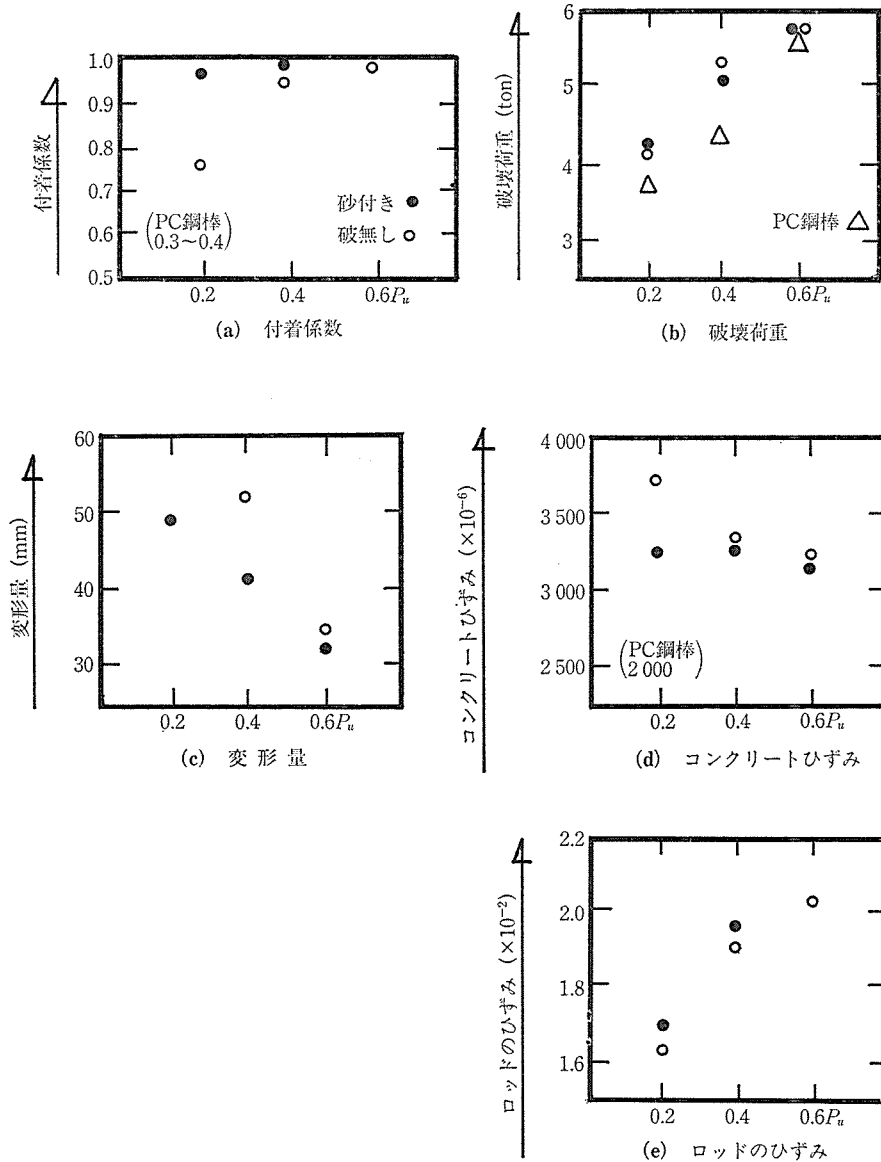 付着係数
1.0
0.9
0.8
0.7
0.6
0.5
(PC鋼棒
0.3~0.4)
砂付き ●
破無し ○
0.2 0.4 0.6Pu
(a) 付着係数
破壊荷重 (ton)
6
5
4
3
PC鋼棒 △
0.2 0.4 0.6Pu
(b) 破壊荷重
変形量 (mm)
60
50
40
30
0.2 0.4 0.6Pu
(c) 変形量
コンクリートひずみ (×10⁻⁶)
4 000
3 500
3 000
2 500
(PC鋼棒
2 000)
0.2 0.4 0.6Pu
(d) コンクリートひずみ
ロッドのひずみ (×10⁻²)
2.2
2.0
1.8
1.6
0.2 0.4 0.6Pu
(e) ロッドのひずみ